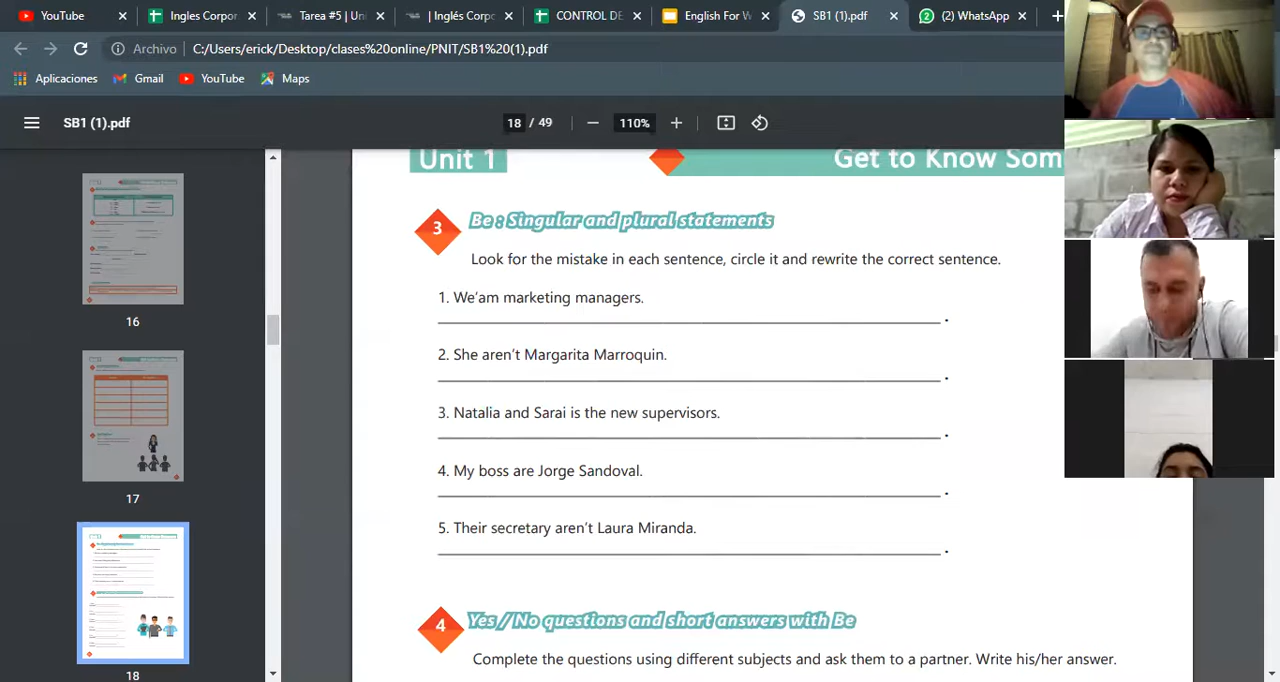 YouTube
Ingles Corpor
Tarea #5 | Uni
| Inglés Corpo
CONTROL DE
English For W
SB1 (1).pdf
(2) WhatsApp
Archivo
C:/Users/erick/Desktop/clases%20online/PNIT/SB1%20(1).pdf
Aplicaciones
Gmail
YouTube
Maps
SB1 (1).pdf
18 / 49
110%
16
17
18
Unit 1
Get to Know Som
3
Be : Singular and plural statements
Look for the mistake in each sentence, circle it and rewrite the correct sentence.
1. We'am marketing managers.
2. She aren't Margarita Marroquin.
3. Natalia and Sarai is the new supervisors.
4. My boss are Jorge Sandoval.
5. Their secretary aren't Laura Miranda.
4
Yes / No questions and short answers with Be
Complete the questions using different subjects and ask them to a partner. Write his/her answer.